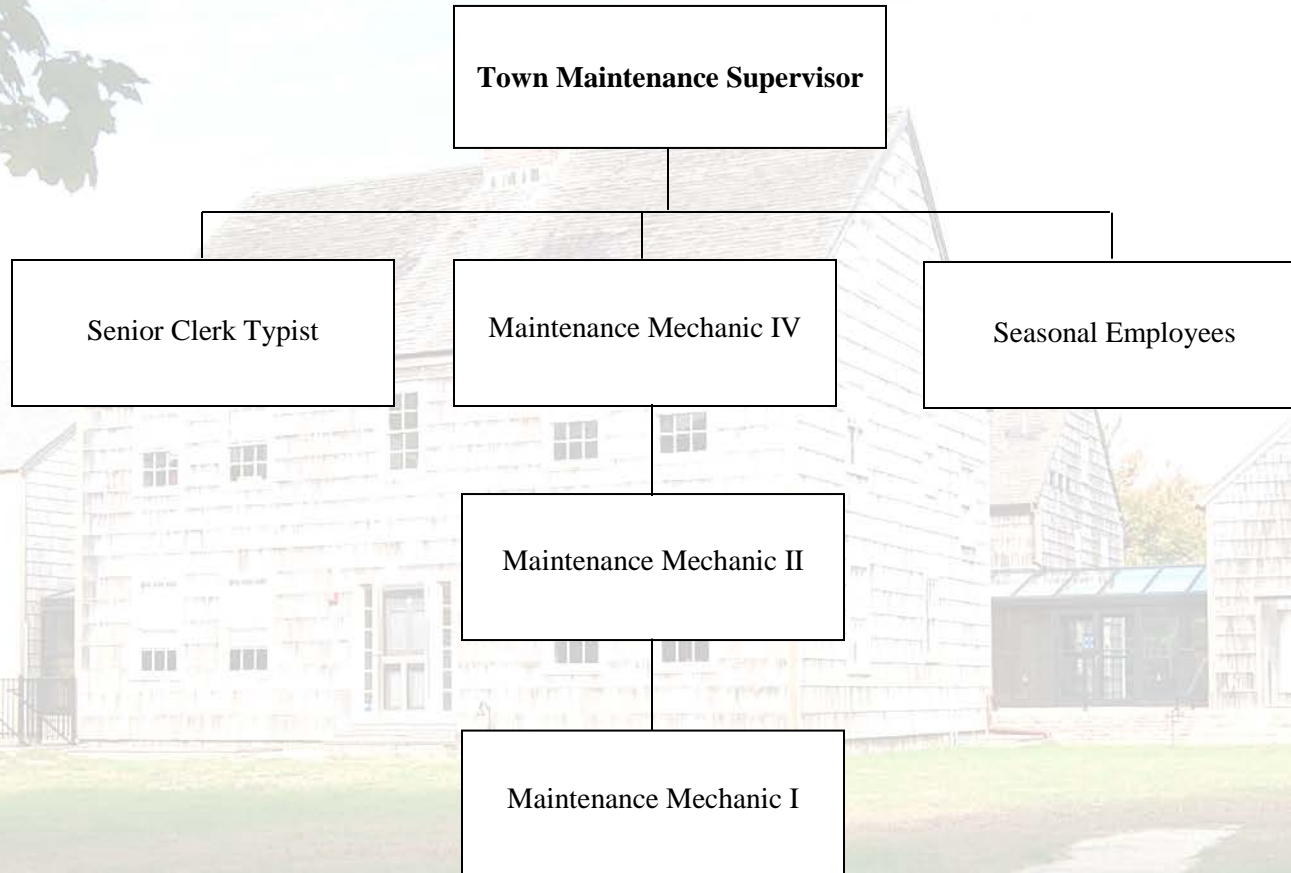 Town Maintenance Supervisor
Senior Clerk Typist
Maintenance Mechanic IV
Seasonal Employees
Maintenance Mechanic II
Maintenance Mechanic I